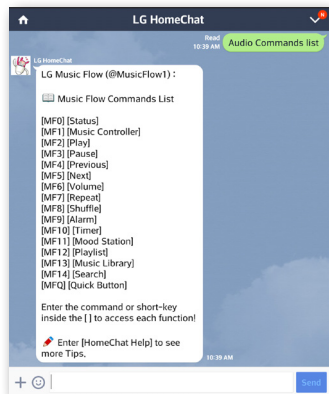 LG HomeChat
N
Read
10:39 AM
Audio Commands list
LG HomeChat
LG Music Flow (@MusicFlow1) :
Music Flow Commands List
[MF0] [Status]
[MF1] [Music Controller]
[MF2] [Play]
[MF3] [Pause]
[MF4] [Previous]
[MF5] [Next]
[MF6] [Volume]
[MF7] [Repeat]
[MF8] [Shuffle]
[MF9] [Alarm]
[MF10] [Timer]
[MF11] [Mood Station]
[MF12] [Playlist]
[MF13] [Music Library]
[MF14] [Search]
[MFQ] [Quick Button]
Enter the command or short-key
inside the [ ] to access each function!
Enter [HomeChat Help] to see
more Tips.
10:39 AM
Send